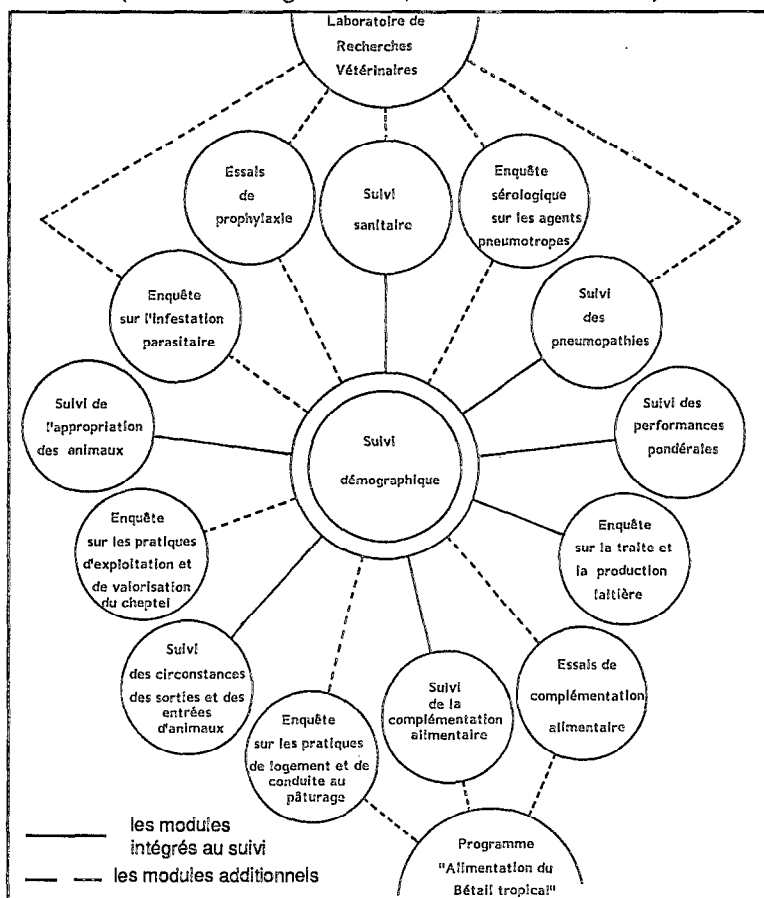 Laboratoire de
Recherches
Vétérinaires
Essais
de
prophylaxie
Suivi
sanitaire
Enquête
sérologique
sur les agents
pneumotropes
Enquête
sur l'infestation
parasitaire
Suivi
des
pneumopathies
Suivi de
l'appropriation
des animaux
Suivi
démographique
Suivi des
performances
pondérales
Enquête
sur les pratiques
d'exploitation et
de valorisation
du cheptel
Enquête
sur la traite et
la production
laitière
Suivi
des circonstances
des sorties et des
entrées
d'animaux
Enquête
sur les pratiques
de logement et de
conduite au
pâturage
Suivi
de la
complémentation
alimentaire
Essais de
complémentation
alimentaire
les modules
intégrés au suivi
les modules additionnels
Programme
"Alimentation du
Bétail tropical"